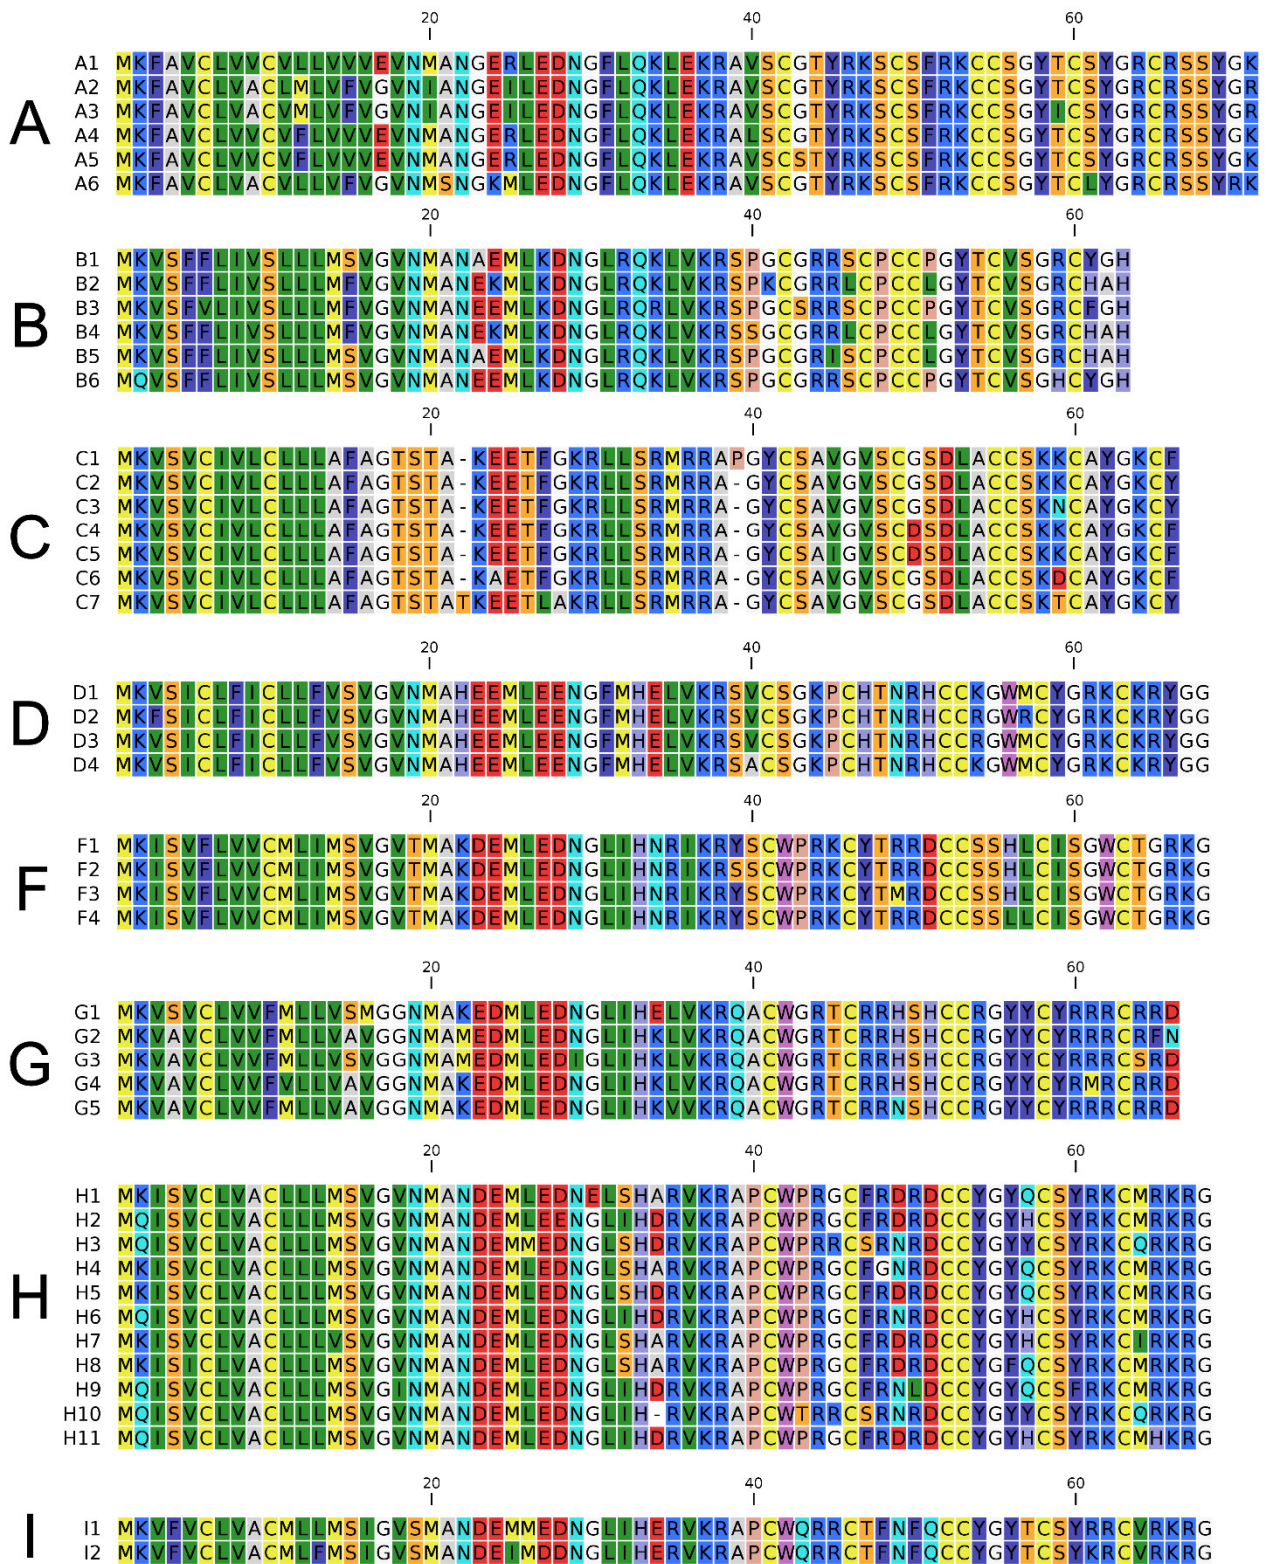 20 40 60
A
A1 MKFAVCLVVCVLLVVVEVNMANGERLEDNGFLQKLEKRAVSCGTYRKSCSFRKCCSGYTCSYGRCRSSYGK
A2 MKFAVCLVACLMLVFVGVNIANGEILEDNGFLQKLEKRAVSCGTYRKSCSFRKCCSGYTCSYGRCRSSYGR
A3 MKFAVCLVACVMLVFVGVNIANGEILEDNGFLQKLEKRAVSCGTYRKSCSFRKCCSGYICSYGRCRSSYGR
A4 MKFAVCLVVCVFLVVVEVNMANGERLEDNGFLQKLEKRALSCGTYRKSCSFRKCCSGYTCSYGRCRSSYGK
A5 MKFAVCLVVCVFLVVVEVNMANGERLEDNGFLQKLEKRAVSCSTYRKSCSFRKCCSGYTCSYGRCRSSYGK
A6 MKFAVCLVACVLLVFVGVNMSNGKMLEDNGFLQKLEKRAVSCGTYRKSCSFRKCCSGYTCLYGRCRSSYRK
20 40 60
B
B1 MKVSFFLIVSLLLMSVGVNMANAEMLKDNGLRQKLVKRSPGCGRRSCPCCPGYTCVSGRCYGH
B2 MKVSFFLIVSLLLMFVGVNMANEKMLKDNGLRQKLVKRSPKCGRRLCPCCLGYTCVSGRCHAH
B3 MKVSFVLIVSLLLMFVGVNMANEEMLKDNGLRQRLVKRSPGCSRRSCPCCPGYTCVSGRCFGH
B4 MKVSFFLIVSLLLMFVGVNMANEKMLKDNGLRQKLVKRSSGCGRRLCPCCLGYTCVSGRCHAH
B5 MKVSFFLIVSLLLMSVGVNMANAEMLKDNGLRQKLVKRSPGCGRISCPCCLGYTCVSGRCHAH
B6 MQVSFFLIVSLLLMSVGVNMANEEMLKDNGLRQKLVKRSPGCGRRSCPCCPGYTCVSGHCYGH
20 40 60
C
C1 MKVSVCIVLCLLLAFAGTSTA-KEETFGKRLLSRMRRAPGYCSAVGVSCGSDLACCSKKCAYGKCF
C2 MKVSVCIVLCLLLAFAGTSTA-KEETFGKRLLSRMRRA-GYCSAVGVSCGSDLACCSKKCAYGKCY
C3 MKVSVCIVLCLLLAFAGTSTA-KEETFGKRLLSRMRRA-GYCSAVGVSCGSDLACCSKNCAYGKCY
C4 MKVSVCIVLCLLLAFAGTSTA-KEETFGKRLLSRMRRA-GYCSAVGVSCDSDLACCSKKCAYGKCF
C5 MKVSVCIVLCLLLAFAGTSTA-KEETFGKRLLSRMRRA-GYCSAIGVSCDSDLACCSKKCAYGKCF
C6 MKVSVCIVLCLLLAFAGTSTA-KAETFGKRLLSRMRRA-GYCSAVGVSCGSDLACCSKDCAYGKCF
C7 MKVSVCIVLCLLLAFAGTSTATKEETLAKRLLSRMRRA-GYCSAVGVSCGSDLACCSKTCAYGKCY
20 40 60
D
D1 MKVSICLFICLLFVSVGVNMAHEEMLEENGFMHELVKRSVCSGKPCHTNRHCCKGWMCYGRKCKRYGG
D2 MKFSICLFICLLFVSVGVNMAHEEMLEENGFMHELVKRSVCSGKPCHTNRHCCRGWRCYGRKCKRYGG
D3 MKVSICLFICLLFVSVGVNMAHEEMLEENGFMHELVKRSVCSGKPCHTNRHCCRGWMCYGRKCKRYGG
D4 MKVSICLFICLLFVSVGVNMAHEEMLEENGFMHELVKRSACSGKPCHTNRHCCKGWMCYGRKCKRYGG
20 40 60
F
F1 MKISVFLVVCMLIMSVGVTMAKDEMLEDNGLIHNRIKRYSCWPRKCYTRRDCCSSHLCISGWCTGRKG
F2 MKISVFLVVCMLIMSVGVTMAKDEMLEDNGLIHNRIKRSSCWPRKCYTRRDCCSSHLCISGWCTGRKG
F3 MKISVFLVVCMLIMSVGVTMAKDEMLEDNGLIHNRIKRYSCWPRKCYTMRDCCSSHLCISGWCTGRKG
F4 MKISVFLVVCMLIMSVGVTMAKDEMLEDNGLIHNRIKRYSCWPRKCYTRRDCCSSLLCISGWCTGRKG
20 40 60
G
G1 MKVSVCLVVFMLLVSMGGNMAKEDMLEDNGLIHELVKRQACWGRTCRRHSHCCRGYYCYRRRCRRD
G2 MKVAVCLVVFMLLVAVGGNMAMEDMLEDNGLIHKLVKRQACWGRTCRRHSHCCRGYYCYRRRCRFN
G3 MKVAVCLVVFMLLVSVGGNMAMEDMLEDIGLIHKLVKRQACWGRTCRRHSHCCRGYYCYRRRCSRD
G4 MKVAVCLVVFVLLVAVGGNMAKEDMLEDNGLIHKLVKRQACWGRTCRRHSHCCRGYYCYRMRCRRD
G5 MKVAVCLVVFMLLVAVGGNMAKEDMLEDNGLIHKVVKRQACWGRTCRRNSHCCRGYYCYRRRCRRD
20 40 60
H
H1 MKISVCLVACLLLMSVGVNMANDEMLEDNELSHARVKRAPCWPRGCFRDRDCCYGYQCSYRKCMRKRG
H2 MQISVCLVACLLLMSVGVNMANDEMLEENGLIHDRVKRAPCWPRGCFRDRDCCYGYHCSYRKCMRKRG
H3 MQISVCLVACLLLMSVGVNMANDEMMEDNGLSHDRVKRAPCWPRRCSRNRDCCYGYYCSYRKCQRKRG
H4 MKISVCLVACLLLMSVGVNMANDEMLEDNGLSHARVKRAPCWPRGCFGNRDCCYGYQCSYRKCMRKRG
H5 MKISVCLVACLLLMSVGVNMANDEMLEDNGLSHDRVKRAPCWPRGCFRDRDCCYGYQCSYRKCMRKRG
H6 MQISVCLVACLLLMSVGVNMANDEMLEDNGLIHDRVKRAPCWPRGCFRNRDCCYGYHCSYRKCMRKRG
H7 MKISVCLVACLLLVSVGVNMANDEMLEDNGLSHARVKRAPCWPRGCFRDRDCCYGYQCSYRKCIRKRG
H8 MKISICLVACLLLMSVGVNMANDEMLEDNGLSHARVKRAPCWPRGCFRDRDCCYGFQCSYRKCMRKRG
H9 MQISVCLVACLLLMSVGINMANDEMLEDNGLIHDRVKRAPCWPRGCFRNLDCCYGYQCSFRKCMRKRG
H10 MQISVCLVACLLLMSVGVNMANDEMLEDNGLIH-RVKRAPCWTRRCSRNRDCCYGYYCSYRKCQRKRG
H11 MQISVCLVACLLLMSVGVNMANDEMLEDNGLIHDRVKRAPCWPRGCFRDRDCCYGYHCSYRKCMHKRG
20 40 60
I
I1 MKVFVCLVACMLLMSIGVSMANDEMMEDNGLIHERVKRAPCWQRRCTFNFQCCYGYTCSYRRCVRKRG
I2 MKVFVCLVACMLFMSIGVSMANDEIMDDNGLIHERVKRAPCWQRRCTFNFQCCYGYTCSYRKCVRKRG